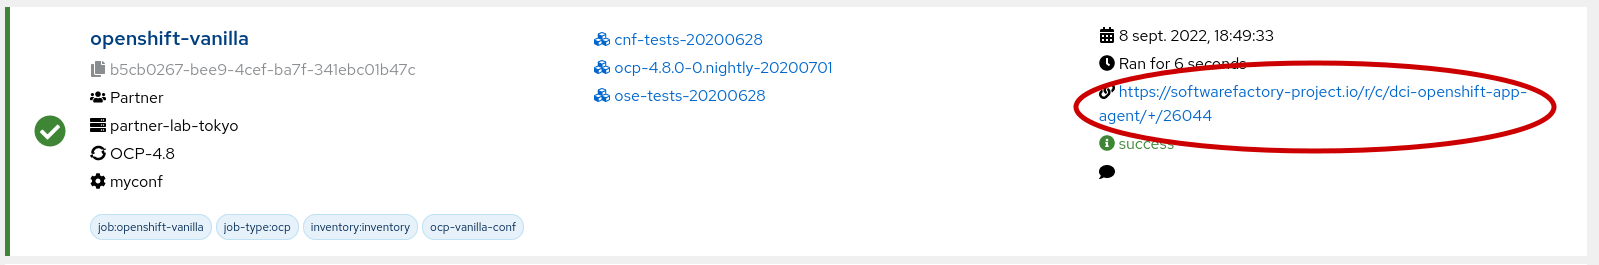 openshift-vanilla
b5cb0267-bee9-4cef-ba7f-341ebc01b47c
Partner
partner-lab-tokyo
OCP-4.8
myconf
job:openshift-vanilla
job-type:ocp
inventory:inventory
ocp-vanilla-conf
cnf-tests-20200628
ocp-4.8.0-0.nightly-20200701
ose-tests-20200628
8 sept. 2022, 18:49:33
Ran for 6 seconds
https://softwarefactory-project.io/r/c/dci-openshift-app-
agent/+/26044
success